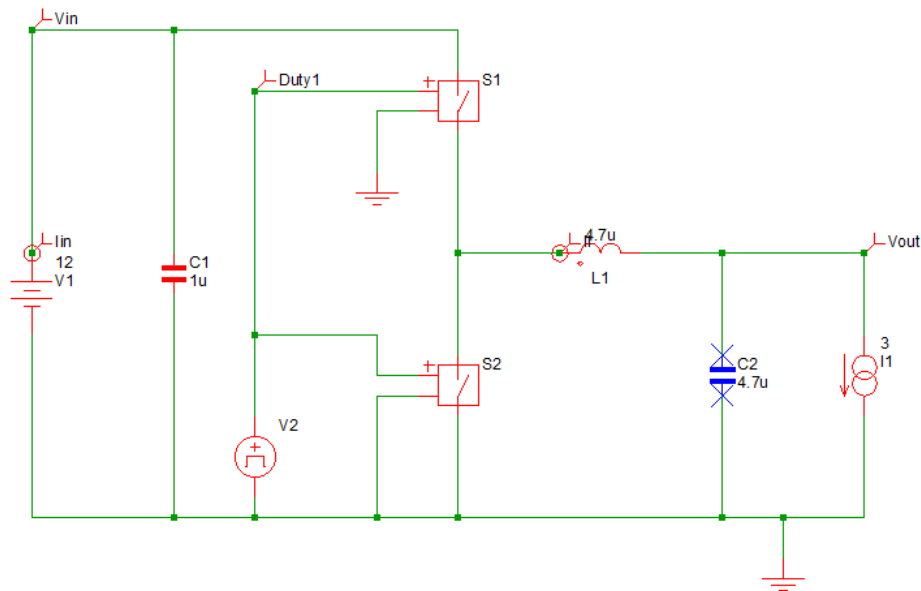 Vin
Duty1
+
S1
Iin
12
V1
C1
1u
4.7u
L1
Vout
+
S2
V2
+
C2
4.7u
3
I1